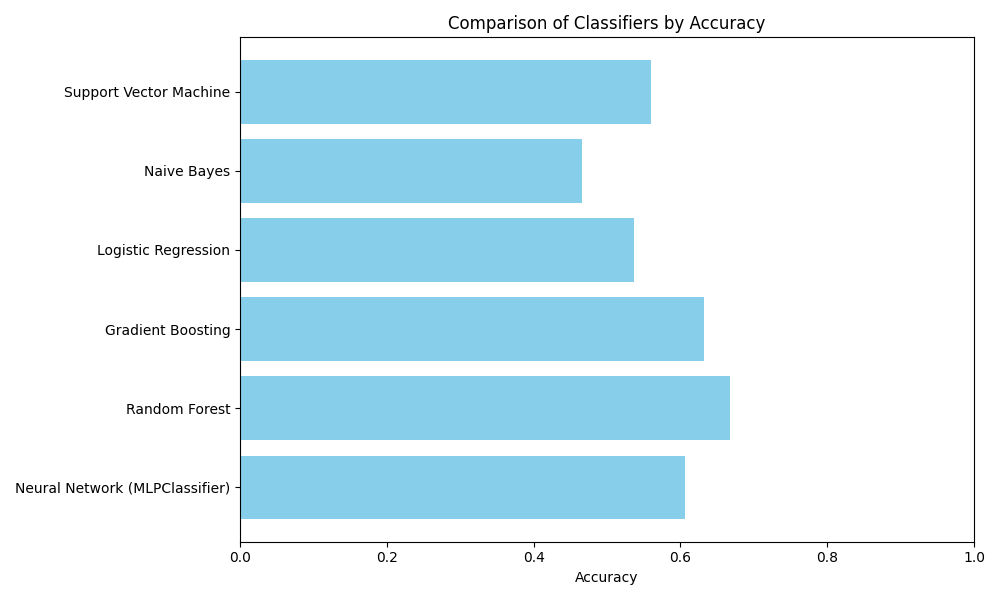 Comparison of Classifiers by Accuracy
Support Vector Machine
Naive Bayes
Logistic Regression
Gradient Boosting
Random Forest
Neural Network (MLPClassifier)
0.0 0.2 0.4 0.6 0.8 1.0
Accuracy